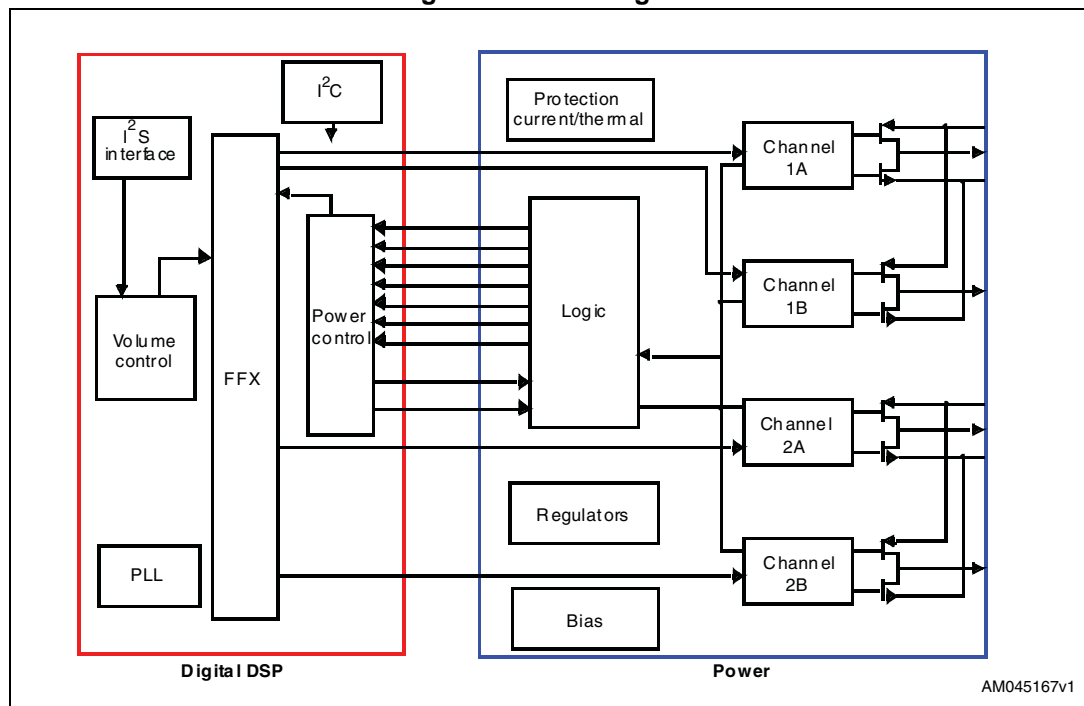 I2C
I2S
interface
Volume
control
FFX
Power
control
PLL
Digital DSP
Protection
current/thermal
Logic
Regulators
Bias
Channel
1A
Channel
1B
Channel
2A
Channel
2B
Power
AM045167v1